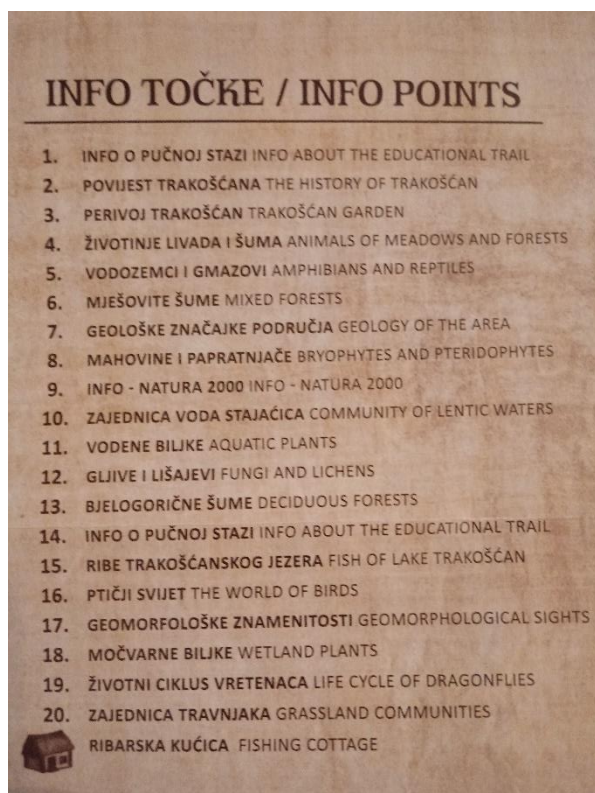 INFO TOČKE / INFO POINTS
1. INFO O PUČNOJ STAZI INFO ABOUT THE EDUCATIONAL TRAIL
2. POVIJEST TRAKOŠĆANA THE HISTORY OF TRAKOŠĆAN
3. PERIVOJ TRAKOŠĆAN TRAKOŠĆAN GARDEN
4. ŽIVOTINJE LIVADA I ŠUMA ANIMALS OF MEADOWS AND FORESTS
5. VODOZEMCI I GMAZOVI AMPHIBIANS AND REPTILES
6. MJEŠOVITE ŠUME MIXED FORESTS
7. GEOLOŠKE ZNAČAJKE PODRUČJA GEOLOGY OF THE AREA
8. MAHOVINE I PAPRATNJAČE BRYOPHYTES AND PTERIDOPHYTES
9. INFO - NATURA 2000 INFO - NATURA 2000
10. ZAJEDNICA VODA STAJAĆICA COMMUNITY OF LENTIC WATERS
11. VODENE BILJKE AQUATIC PLANTS
12. GLJIVE I LIŠAJEVI FUNGI AND LICHENS
13. BJELOGORIČNE ŠUME DECIDUOUS FORESTS
14. INFO O PUČNOJ STAZI INFO ABOUT THE EDUCATIONAL TRAIL
15. RIBE TRAKOŠĆANSKOG JEZERA FISH OF LAKE TRAKOŠĆAN
16. PTIČJI SVIJET THE WORLD OF BIRDS
17. GEOMORFOLOŠKE ZNAMENITOSTI GEOMORPHOLOGICAL SIGHTS
18. MOČVARNE BILJKE WETLAND PLANTS
19. ŽIVOTNI CIKLUS VRETENACA LIFE CYCLE OF DRAGONFLIES
20. ZAJEDNICA TRAVNJAKA GRASSLAND COMMUNITIES
RIBARSKA KUĆICA FISHING COTTAGE